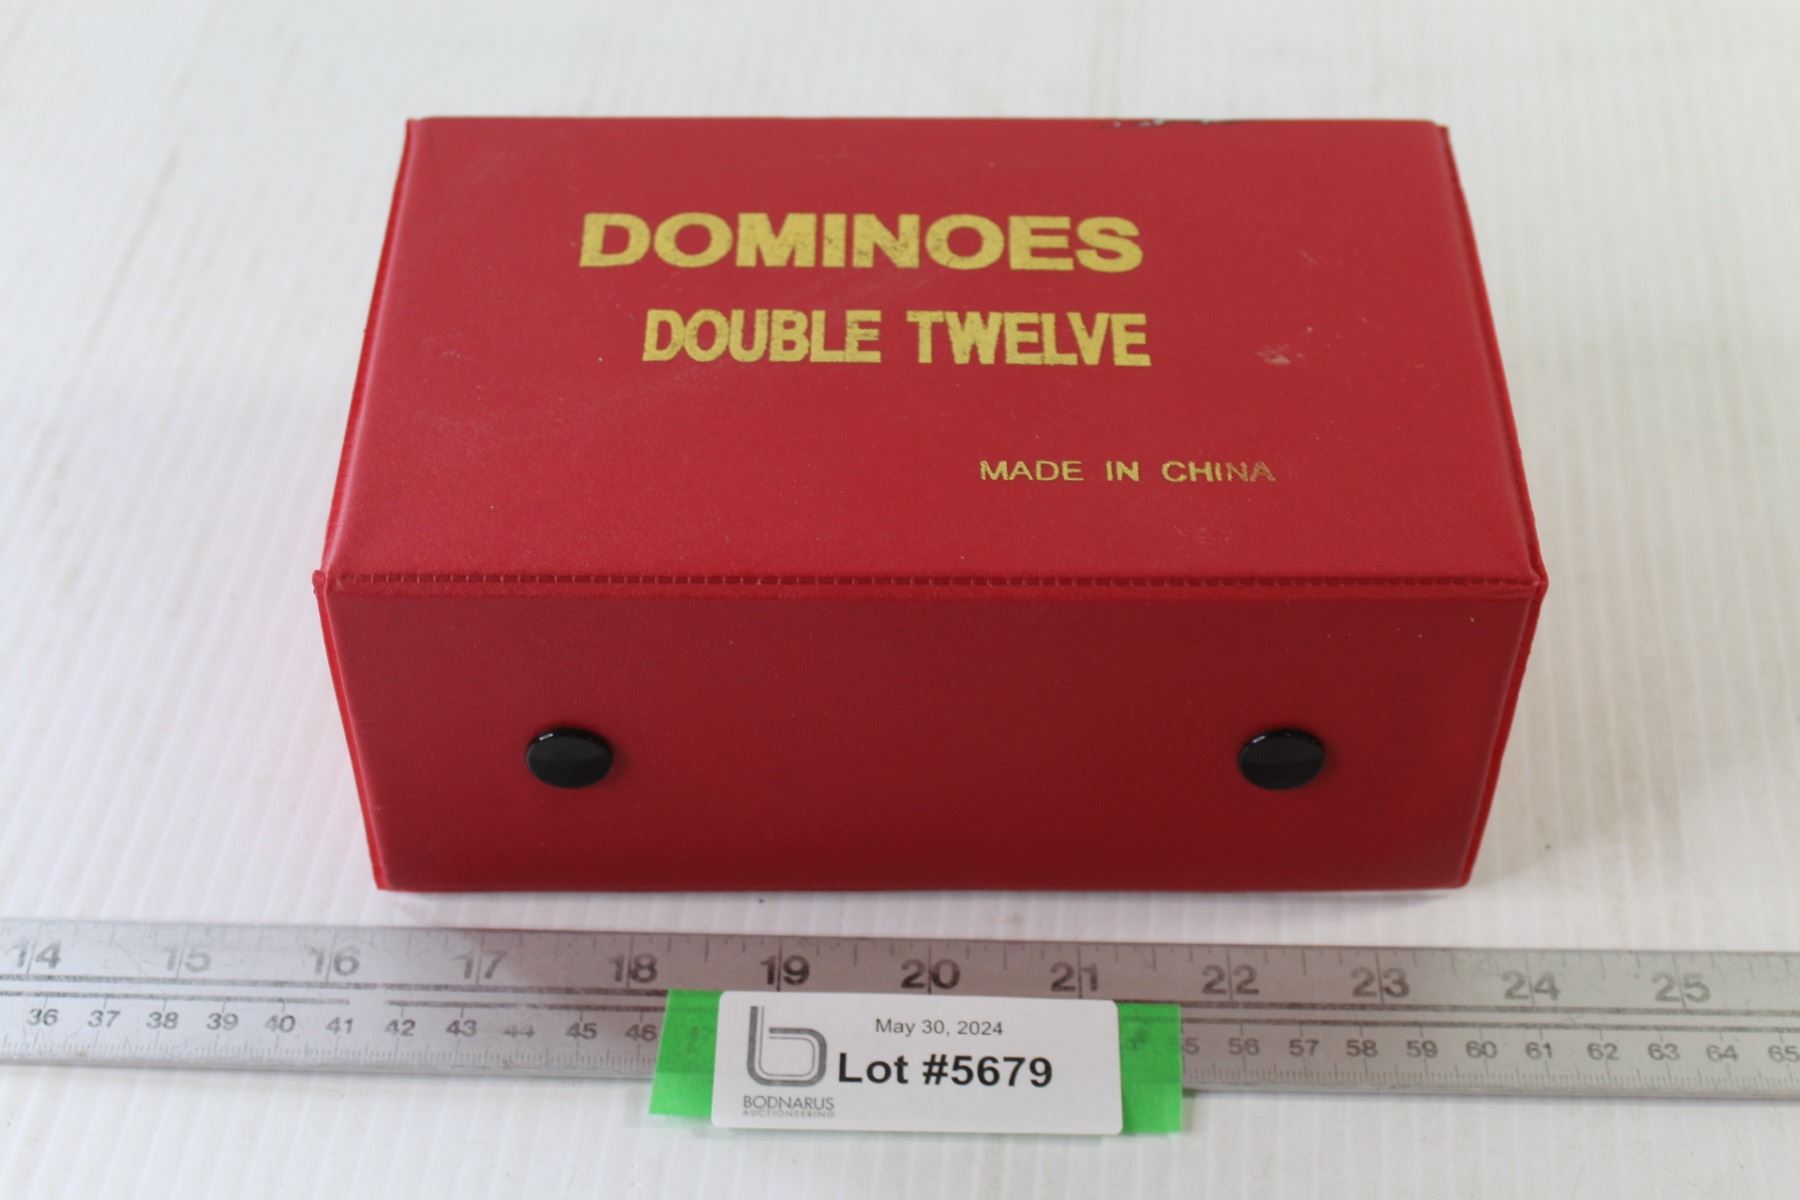 DOMINOES
DOUBLE TWELVE
MADE IN CHINA
14 15 16 17 18 19 20 21 22 23 24 25
36 37 38 39 40 41 42 43 44 45 46 56 57 58 59 60 61 62 63 64 65
May 30, 2024
Lot #5679
BODNARUS
AUCTIONEERING